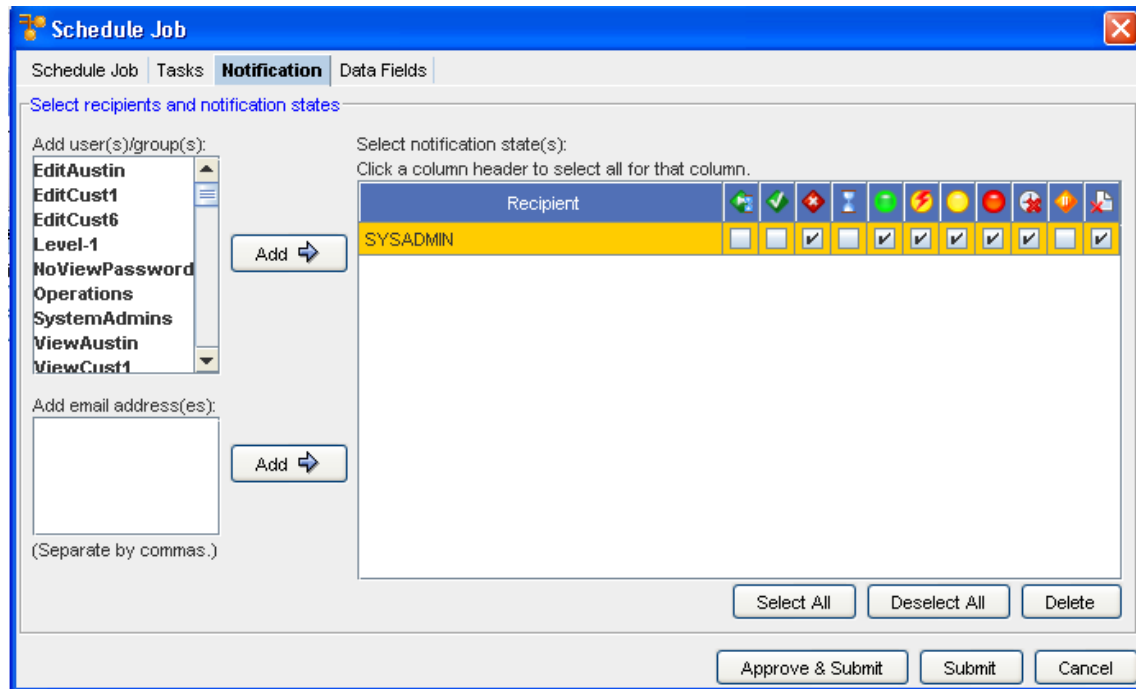 Schedule Job
Schedule Job Tasks Notification Data Fields
Select recipients and notification states
Add user(s)/group(s):
EditAustin
EditCust1
EditCust6
Level-1
NoViewPassword
Operations
SystemAdmins
ViewAustin
ViewCust1
Add
Add email address(es):
Add
(Separate by commas.)
Select notification state(s):
Click a column header to select all for that column.
Recipient
SYSADMIN
Select All Deselect All Delete
Approve & Submit Submit Cancel